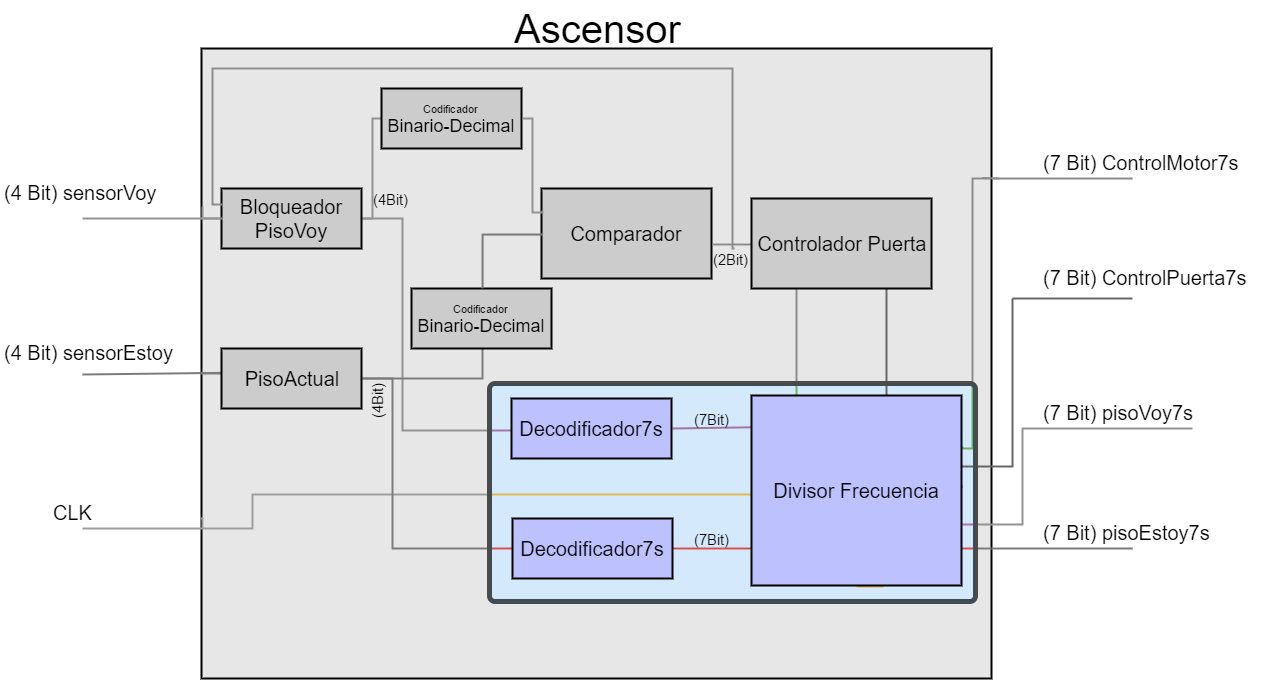 Ascensor
Codificador
Binario-Decimal
(4 Bit) sensorVoy
Bloqueador
PisoVoy
(4Bit)
Comparador
(2Bit)
Controlador Puerta
(7 Bit) ControlMotor7s
(7 Bit) ControlPuerta7s
Codificador
Binario-Decimal
(4 Bit) sensorEstoy
PisoActual
(4Bit)
Decodificador7s
(7Bit)
Divisor Frecuencia
(7 Bit) pisoVoy7s
CLK
Decodificador7s
(7Bit)
(7 Bit) pisoEstoy7s